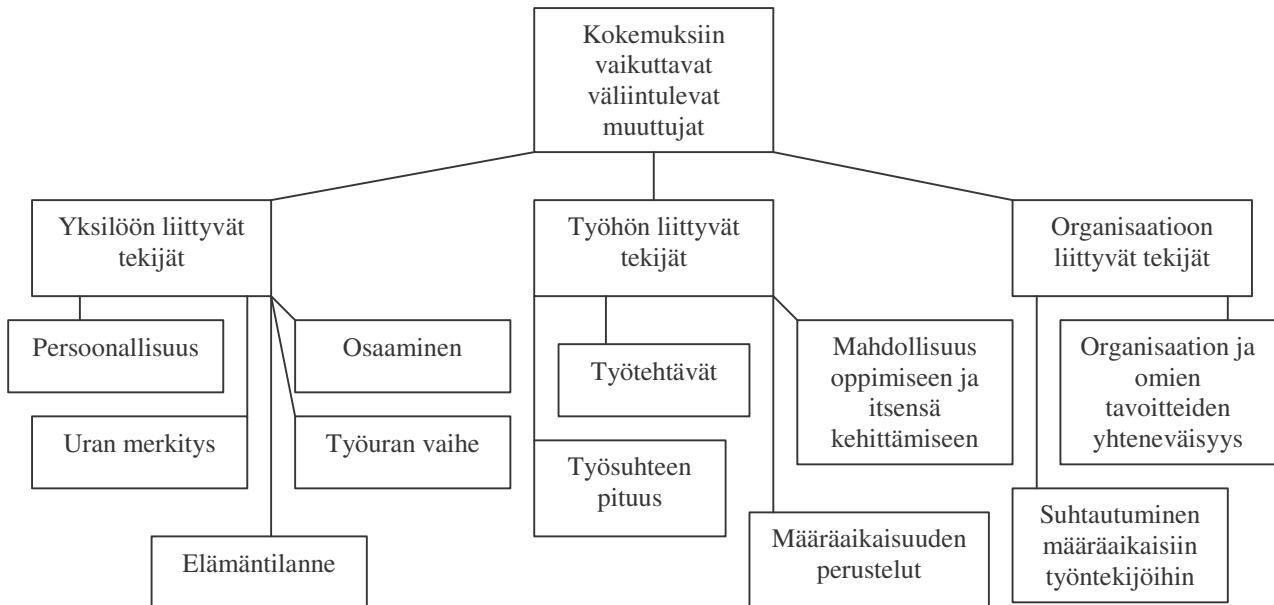 Kokemuksiin
vaikuttavat
väliintulevat
muuttujat
Yksilöön liittyvät
tekijät
Työhön liittyvät
tekijät
Organisaatioon
liittyvät tekijät
Persoonallisuus
Osaaminen
Uran merkitys
Työuran vaihe
Elämäntilanne
Työtehtävät
Mahdollisuus
oppimiseen ja
itsensä
kehittämiseen
Työsuhteen
pituus
Määräaikaisuuden
perustelut
Organisaation ja
omien
tavoitteiden
yhteneväisyys
Suhtautuminen
määräaikaisiin
työntekijöihin